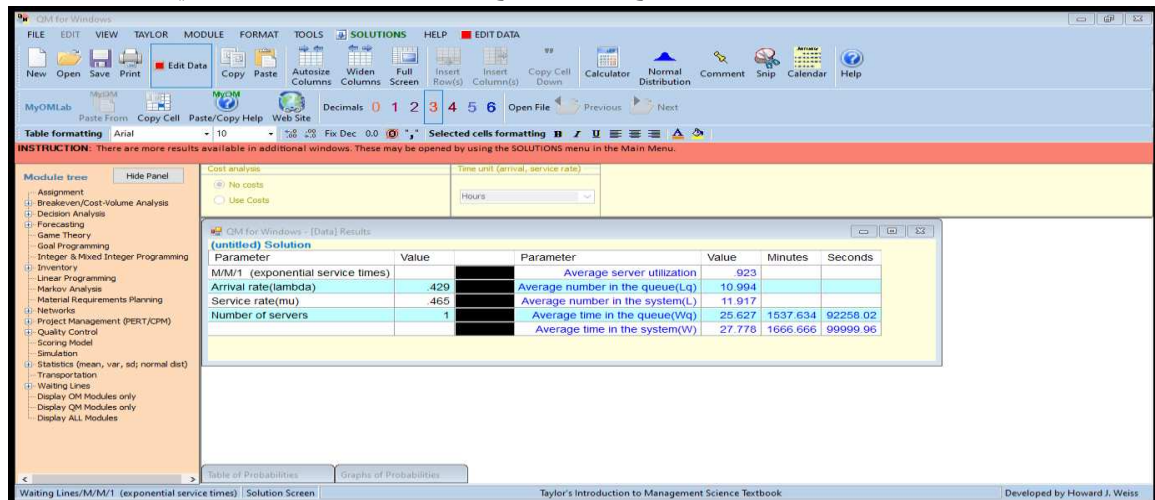 QM for Windows
FILE EDIT VIEW TAYLOR MODULE FORMAT TOOLS SOLUTIONS HELP EDIT DATA
New Open Save Print Edit Data Copy Paste Autosize Columns Widen Columns Full Screen Insert Row(s) Insert Column(s) Copy Cell Down Calculator Normal Distribution Comment Snip Calendar Help
MyOMLab Paste From Copy Cell Paste/Copy Help Web Site Decimals 0 1 2 3 4 5 6 Open File Previous Next
Table formatting Arial 10 Fix Dec 0.0 "," Selected cells formatting B I U A
INSTRUCTION: There are more results available in additional windows. These may be opened by using the SOLUTIONS menu in the Main Menu.
Module tree Hide Panel
Assignment
Breakeven/Cost-Volume Analysis
Decision Analysis
Forecasting
Game Theory
Goal Programming
Integer & Mixed Integer Programming
Inventory
Linear Programming
Markov Analysis
Material Requirements Planning
Networks
Project Management (PERT/CPM)
Quality Control
Scoring Model
Simulation
Statistics (mean, var, sd; normal dist)
Transportation
Waiting Lines
Display OM Modules only
Display QM Modules only
Display ALL Modules
Cost analysis
No costs
Use Costs
Time unit (arrival, service rate)
Hours
QM for Windows - [Data] Results
(untitled) Solution
Parameter Value Parameter Value Minutes Seconds
M/M/1 (exponential service times) Average server utilization .923
Arrival rate(lambda) .429 Average number in the queue(Lq) 10.994
Service rate(mu) .465 Average number in the system(L) 11.917
Number of servers 1 Average time in the queue(Wq) 25.627 1537.634 92258.02
Average time in the system(W) 27.778 1666.666 99999.96
Table of Probabilities Graphs of Probabilities
Waiting Lines/M/M/1 (exponential service times) Solution Screen Taylor's Introduction to Management Science Textbook Developed by Howard J. Weiss